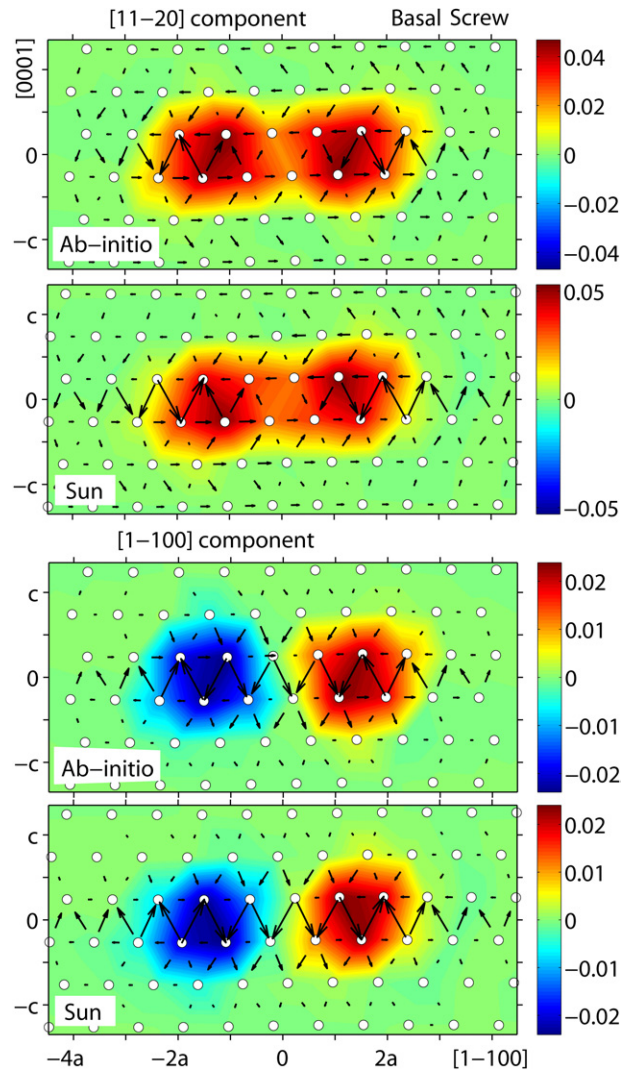 [11−20] component Basal Screw
[0001]
0
−c
Ab−initio
0.04
0.02
0
−0.02
−0.04
c
0
−c
Sun
0.05
0
−0.05
[1−100] component
c
0
−c
Ab−initio
0.02
0.01
0
−0.01
−0.02
c
0
−c
Sun
0.02
0.01
0
−0.01
−0.02
−4a −2a 0 2a [1−100]